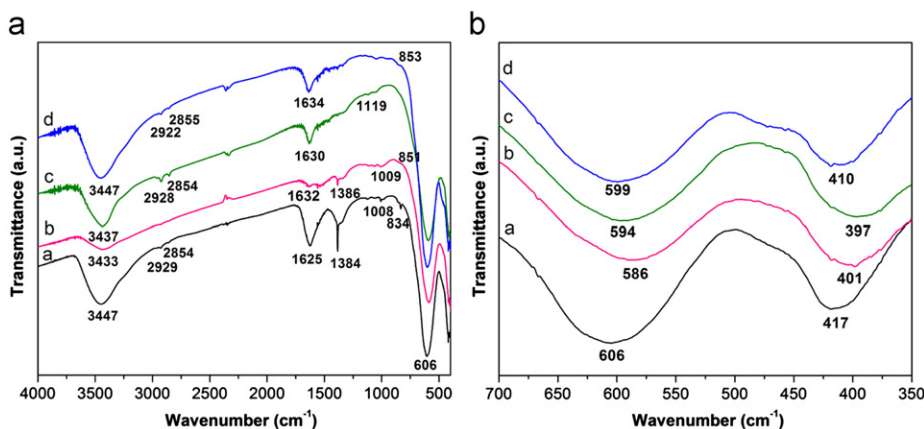 a
b
Transmittance (a.u.)
d
c
b
a
853
2855
2922
1634
1119
2854
2928
1630
851
3447
1386
1009
1632
3437
1008
834
3433
2854
2929
1625
1384
3447
606
4000 3500 3000 2500 2000 1500 1000 500
Wavenumber (cm-1)
Transmittance (a.u.)
d
c
b
a
599
410
594
397
586
401
417
606
700 650 600 550 500 450 400 350
Wavenumber (cm-1)